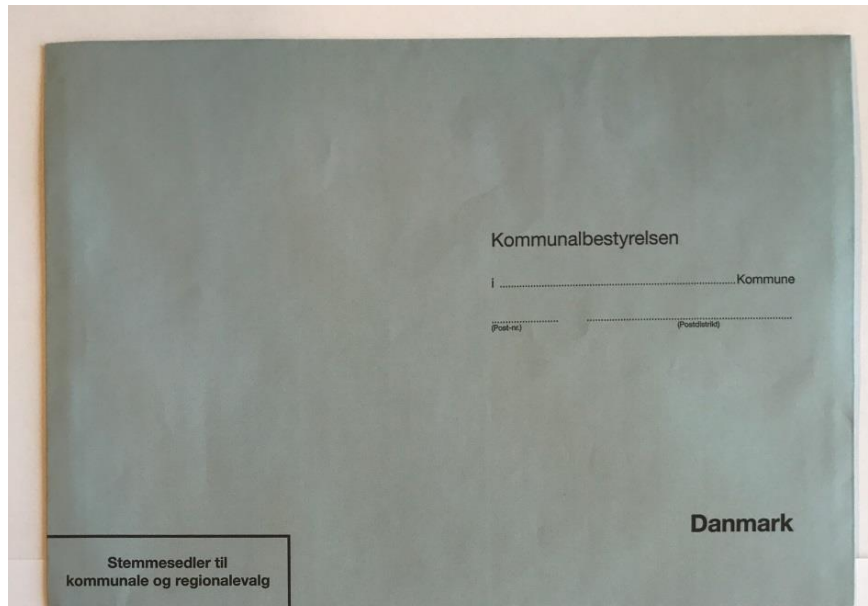 Kommunalbestyrelsen
i ........................................................ Kommune
(Post-nr.) (Postdistrikt)
Danmark
Stemmesedler til
kommunale og regionalevalg